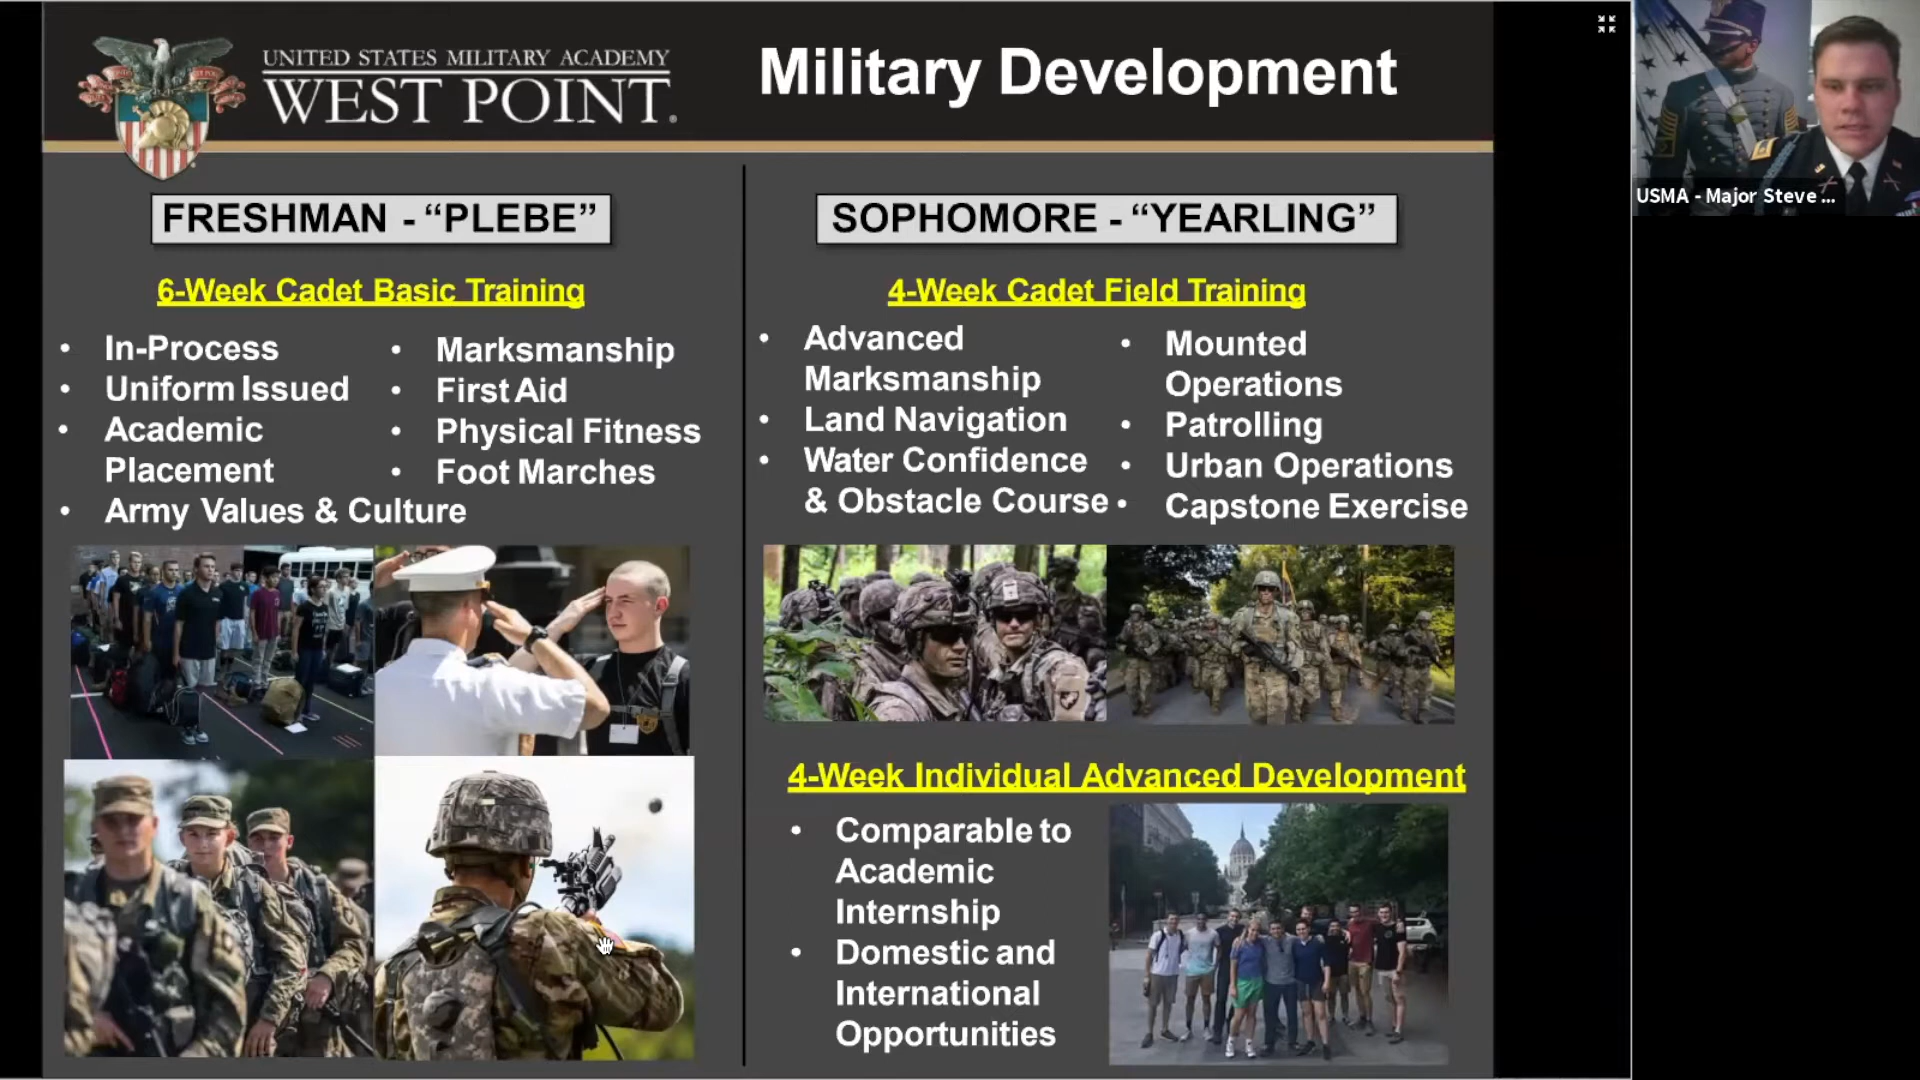 UNITED STATES MILITARY ACADEMY
WEST POINT.
Military Development
USMA - Major Steve ...
FRESHMAN - “PLEBE”
6-Week Cadet Basic Training
• In-Process
• Uniform Issued
• Academic
Placement
• Army Values & Culture
• Marksmanship
• First Aid
• Physical Fitness
• Foot Marches
SOPHOMORE - “YEARLING”
4-Week Cadet Field Training
• Advanced
Marksmanship
• Land Navigation
• Water Confidence
& Obstacle Course
• Mounted
Operations
• Patrolling
• Urban Operations
• Capstone Exercise
4-Week Individual Advanced Development
• Comparable to
Academic
Internship
• Domestic and
International
Opportunities